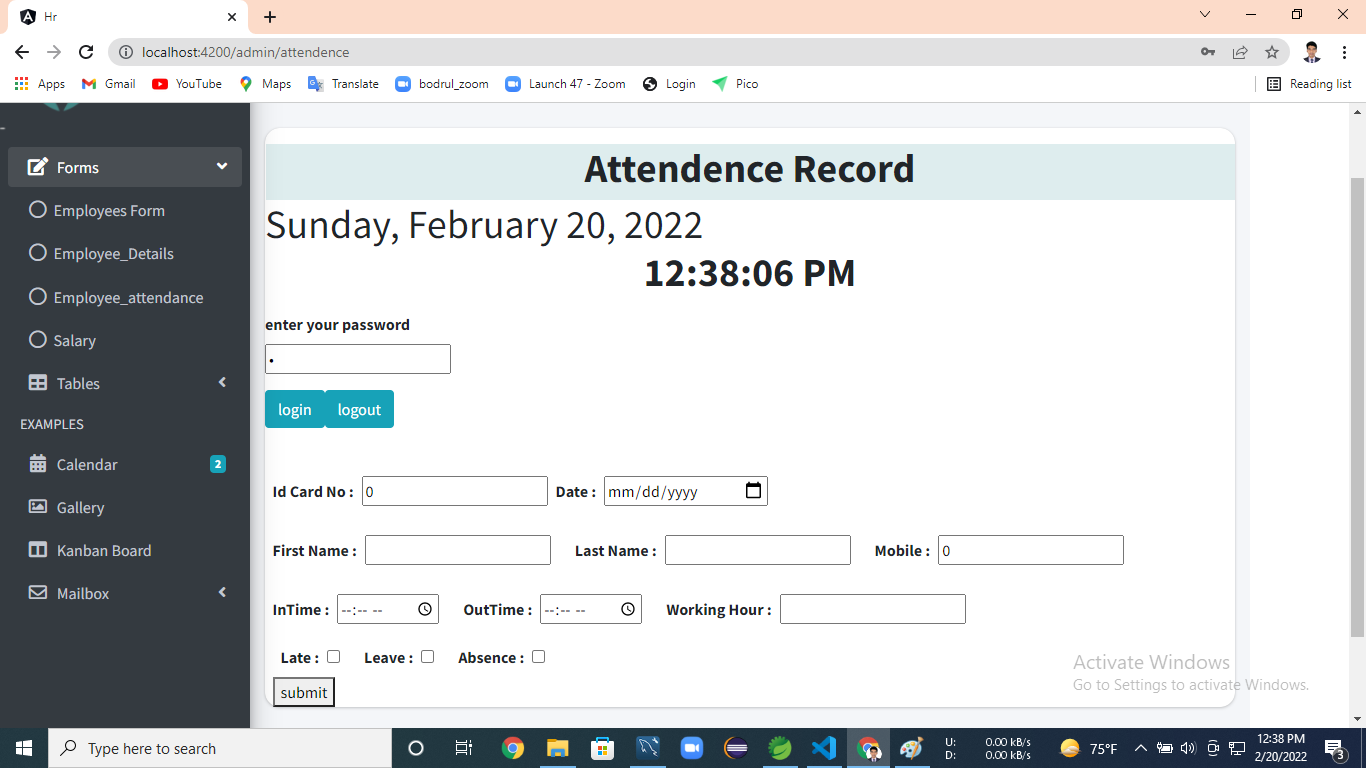 Hr
localhost:4200/admin/attendence
Apps Gmail YouTube Maps Translate bodrul_zoom Launch 47 - Zoom Login Pico Reading list
Forms
Employees Form
Employee_Details
Employee_attendance
Salary
Tables
EXAMPLES
Calendar 2
Gallery
Kanban Board
Mailbox
Attendence Record
Sunday, February 20, 2022
12:38:06 PM
enter your password
login logout
Id Card No : 0 Date : mm/dd/yyyy
First Name : Last Name : Mobile : 0
InTime : --:-- -- OutTime : --:-- -- Working Hour :
Late : Leave : Absence :
submit
Activate Windows
Go to Settings to activate Windows.
Type here to search
U: 0.00 kB/s
D: 0.00 kB/s
75°F
12:38 PM
2/20/2022
3